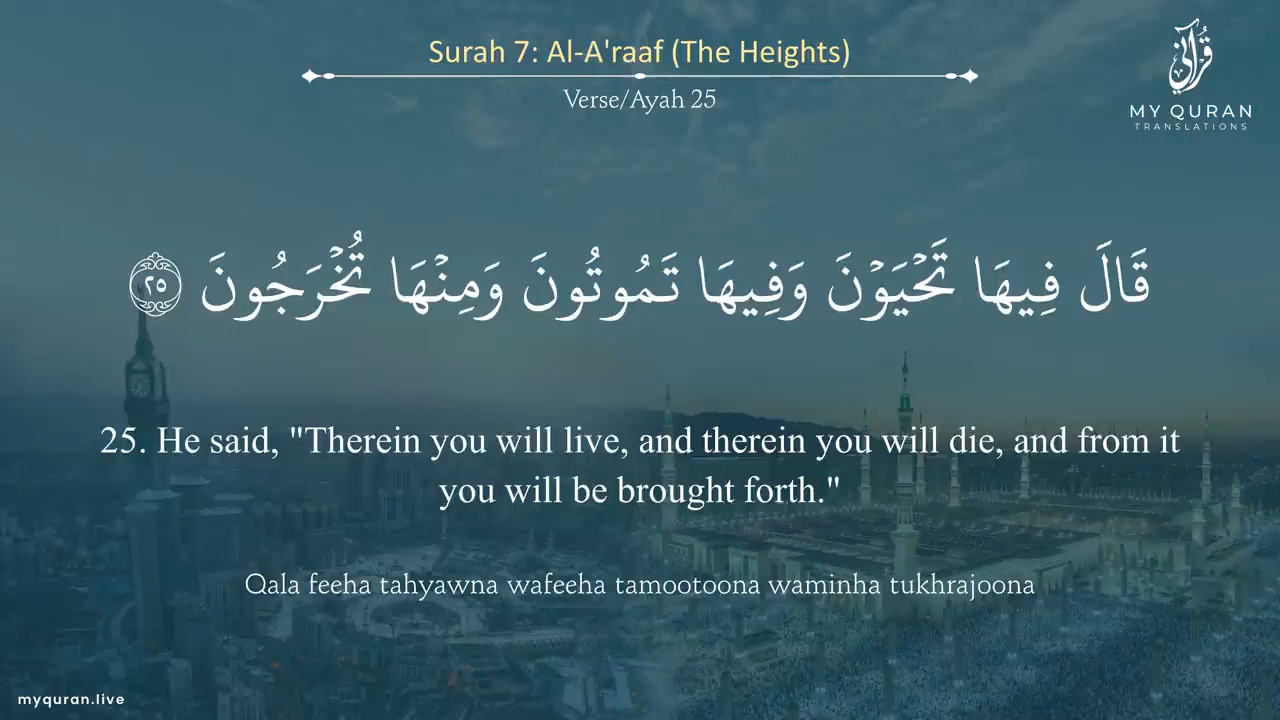 Surah 7: Al-A'raaf (The Heights)
Verse/Ayah 25
قرآني
MY QURAN
TRANSLATIONS
قَالَ فِيهَا تَحْيَوْنَ وَفِيهَا تَمُوتُونَ وَمِنْهَا تُخْرَجُونَ ٢٥
25. He said, "Therein you will live, and therein you will die, and from it
you will be brought forth."
Qala feeha tahyawna wafeeha tamootoona waminha tukhrajoona
myquran.live